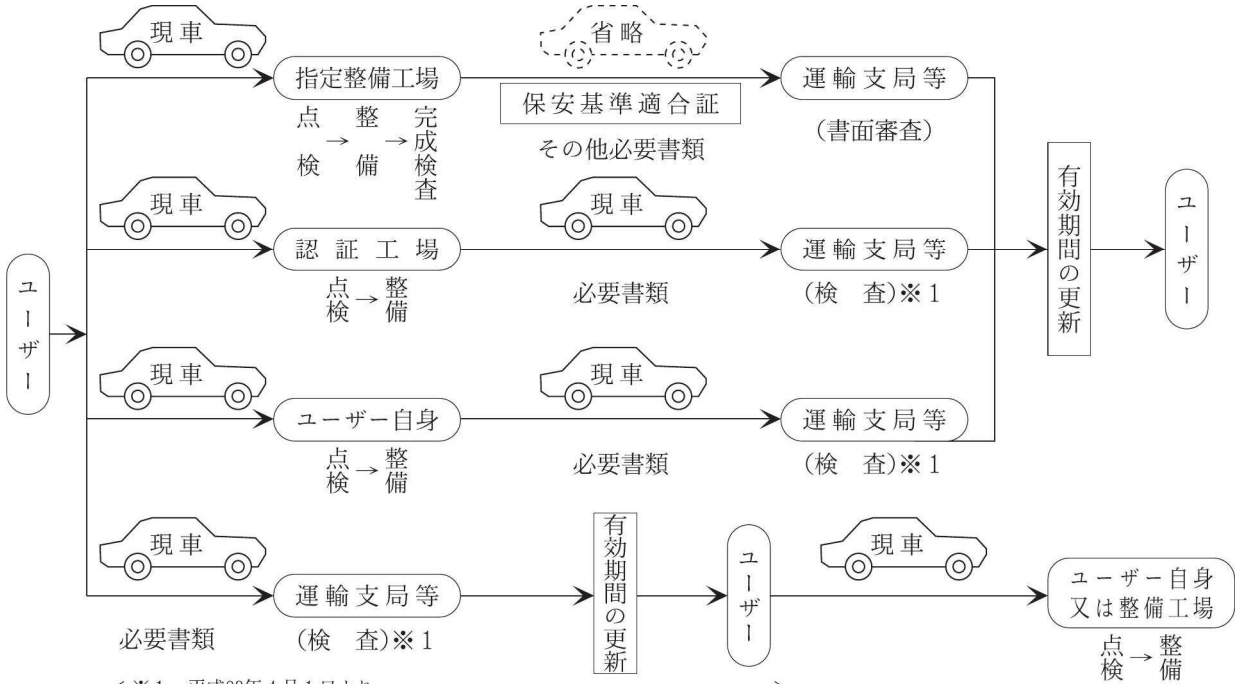 現車
省略
指定整備工場
運輸支局等
保安基準適合証
点検→整備→完成検査
その他必要書類
(書面審査)
現車
現車
認証工場
運輸支局等
点検→整備
必要書類
(検 査)※1
有効期間の更新
ユーザー
ユーザー
現車
現車
ユーザー自身
運輸支局等
点検→整備
必要書類
(検 査)※1
現車
運輸支局等
必要書類
(検 査)※1
有効期間の更新
ユーザー
現車
ユーザー自身
又は整備工場
点検→整備